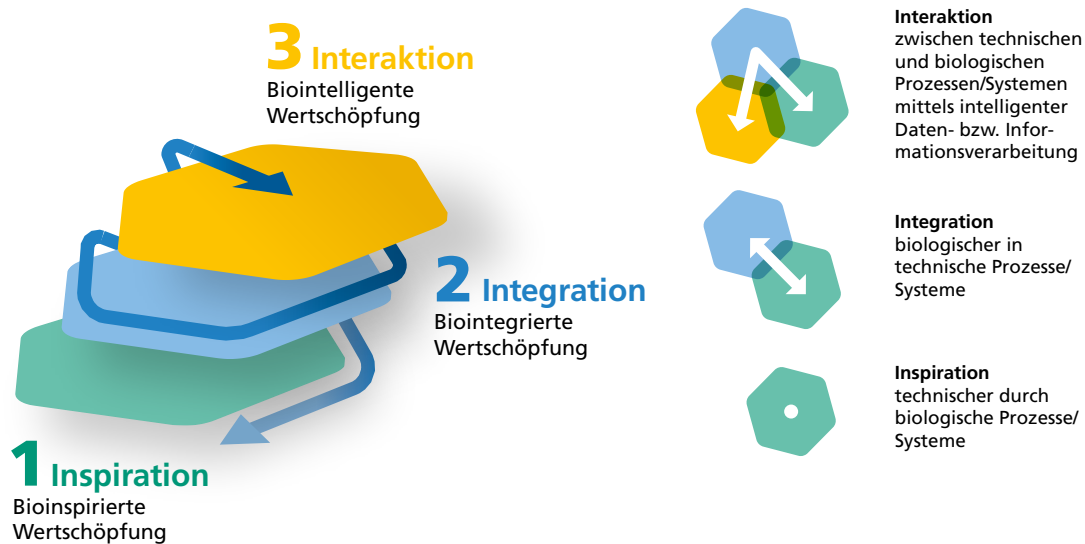 3 Interaktion
Biointelligente
Wertschöpfung
2 Integration
Biointegrierte
Wertschöpfung
1 Inspiration
Bioinspirierte
Wertschöpfung
Interaktion
zwischen technischen
und biologischen
Prozessen/Systemen
mittels intelligenter
Daten- bzw. Infor-
mationsverarbeitung
Integration
biologischer in
technische Prozesse/
Systeme
Inspiration
technischer durch
biologische Prozesse/
Systeme